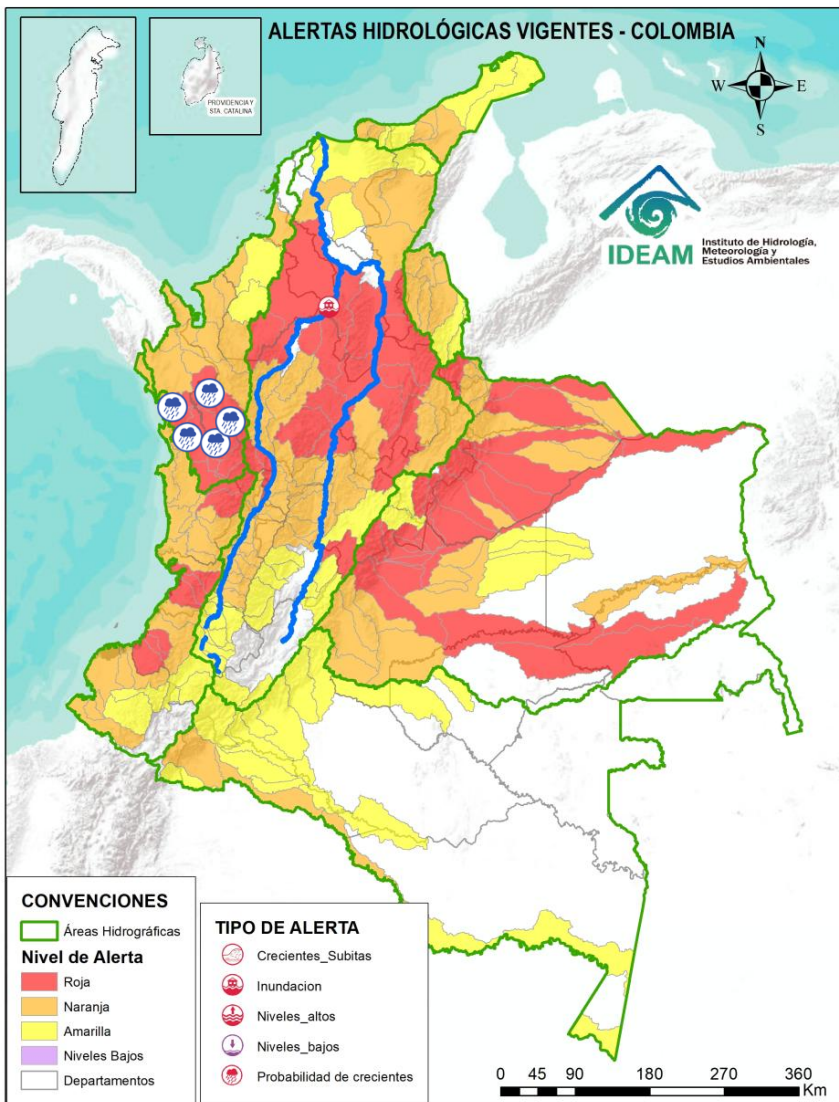 ALERTAS HIDROLÓGICAS VIGENTES - COLOMBIA
PROVIDENCIA Y
STA. CATALINA
N
W
E
S
IDEAM
Instituto de Hidrología,
Meteorología y
Estudios Ambientales
CONVENCIONES
Áreas Hidrográficas
Nivel de Alerta
Roja
Naranja
Amarilla
Niveles Bajos
Departamentos
TIPO DE ALERTA
Crecientes_Subitas
Inundacion
Niveles_altos
Niveles_bajos
Probabilidad de crecientes
0 45 90 180 270 360
Km